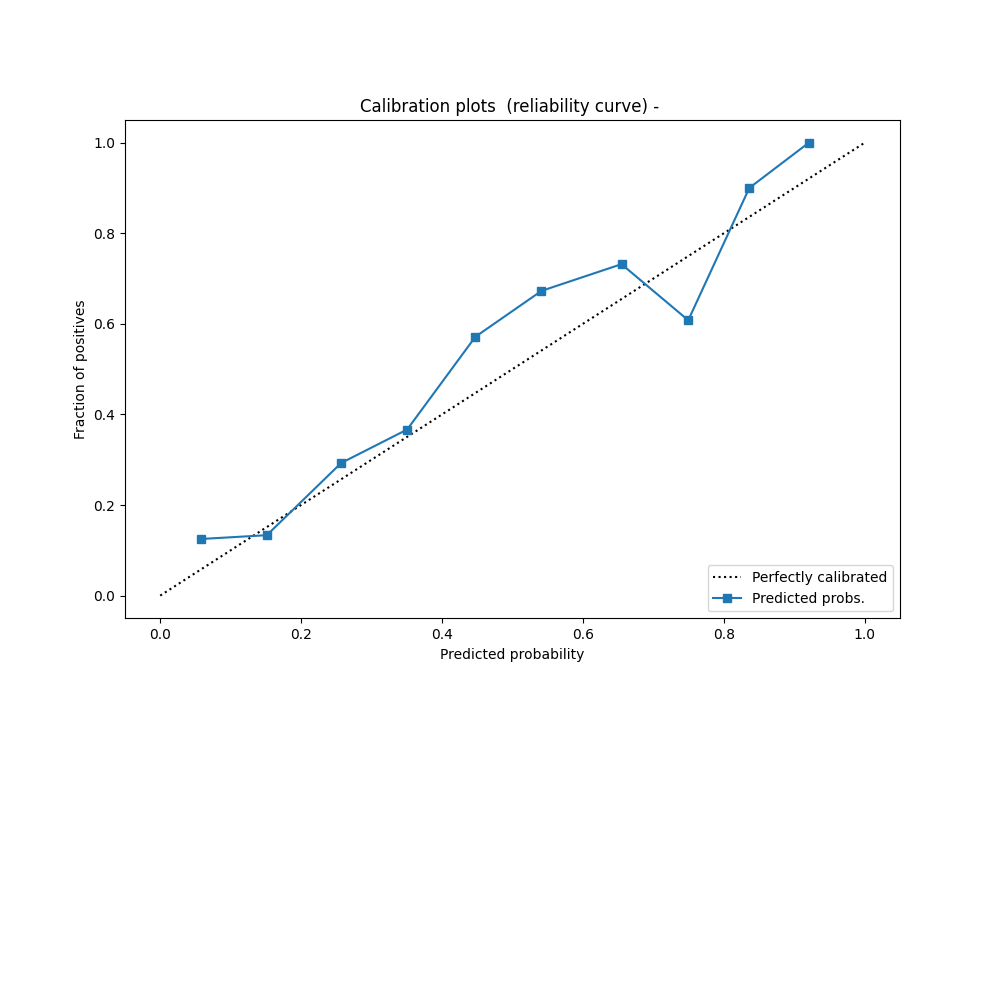 Calibration plots  (reliability curve) -
1.0
0.8
0.6
0.4
0.2
0.0
Fraction of positives
0.0 0.2 0.4 0.6 0.8 1.0
Predicted probability
Perfectly calibrated
Predicted probs.